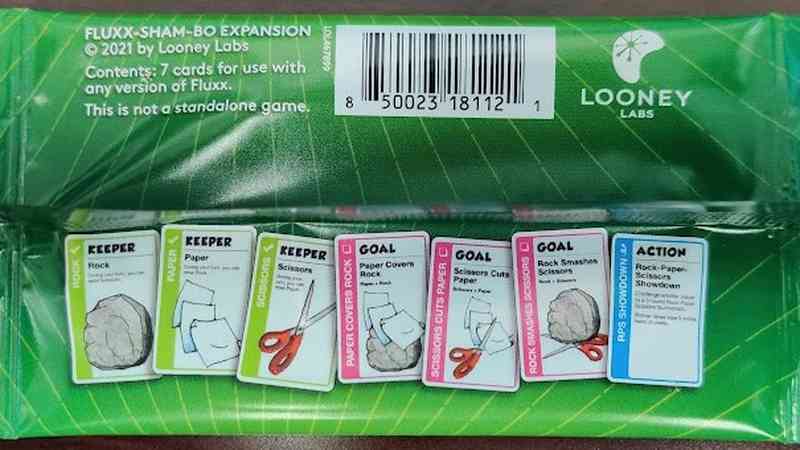 FLUXX-SHAM-BO EXPANSION
© 2021 by Looney Labs
Contents: 7 cards for use with
any version of Fluxx.
This is not a standalone game.
8 50023 18112 1
LOONEY
LABS
ROCK
KEEPER
Rock
PAPER
KEEPER
Paper
SCISSORS
KEEPER
Scissors
PAPER COVERS ROCK
GOAL
Paper Covers
Rock
Paper + Rock
SCISSORS CUTS PAPER
GOAL
Scissors Cuts
Paper
Scissors + Paper
ROCK SMASHES SCISSORS
GOAL
Rock Smashes
Scissors
Rock + Scissors
RPS SHOWDOWN
ACTION
Rock-Paper-
Scissors
Showdown